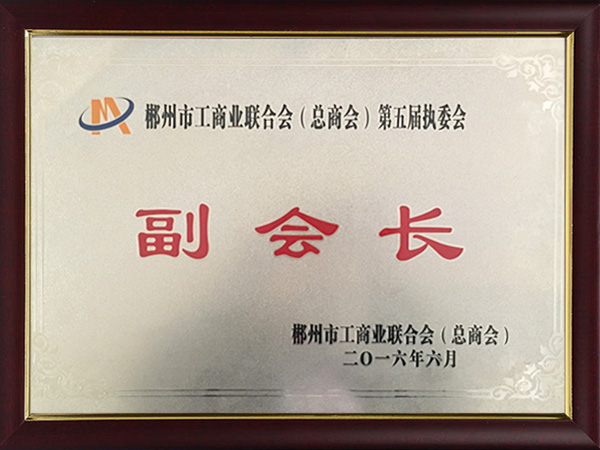 郴州市工商业联合会（总商会）第五届执委会
副会长
郴州市工商业联合会（总商会）
二〇一六年六月